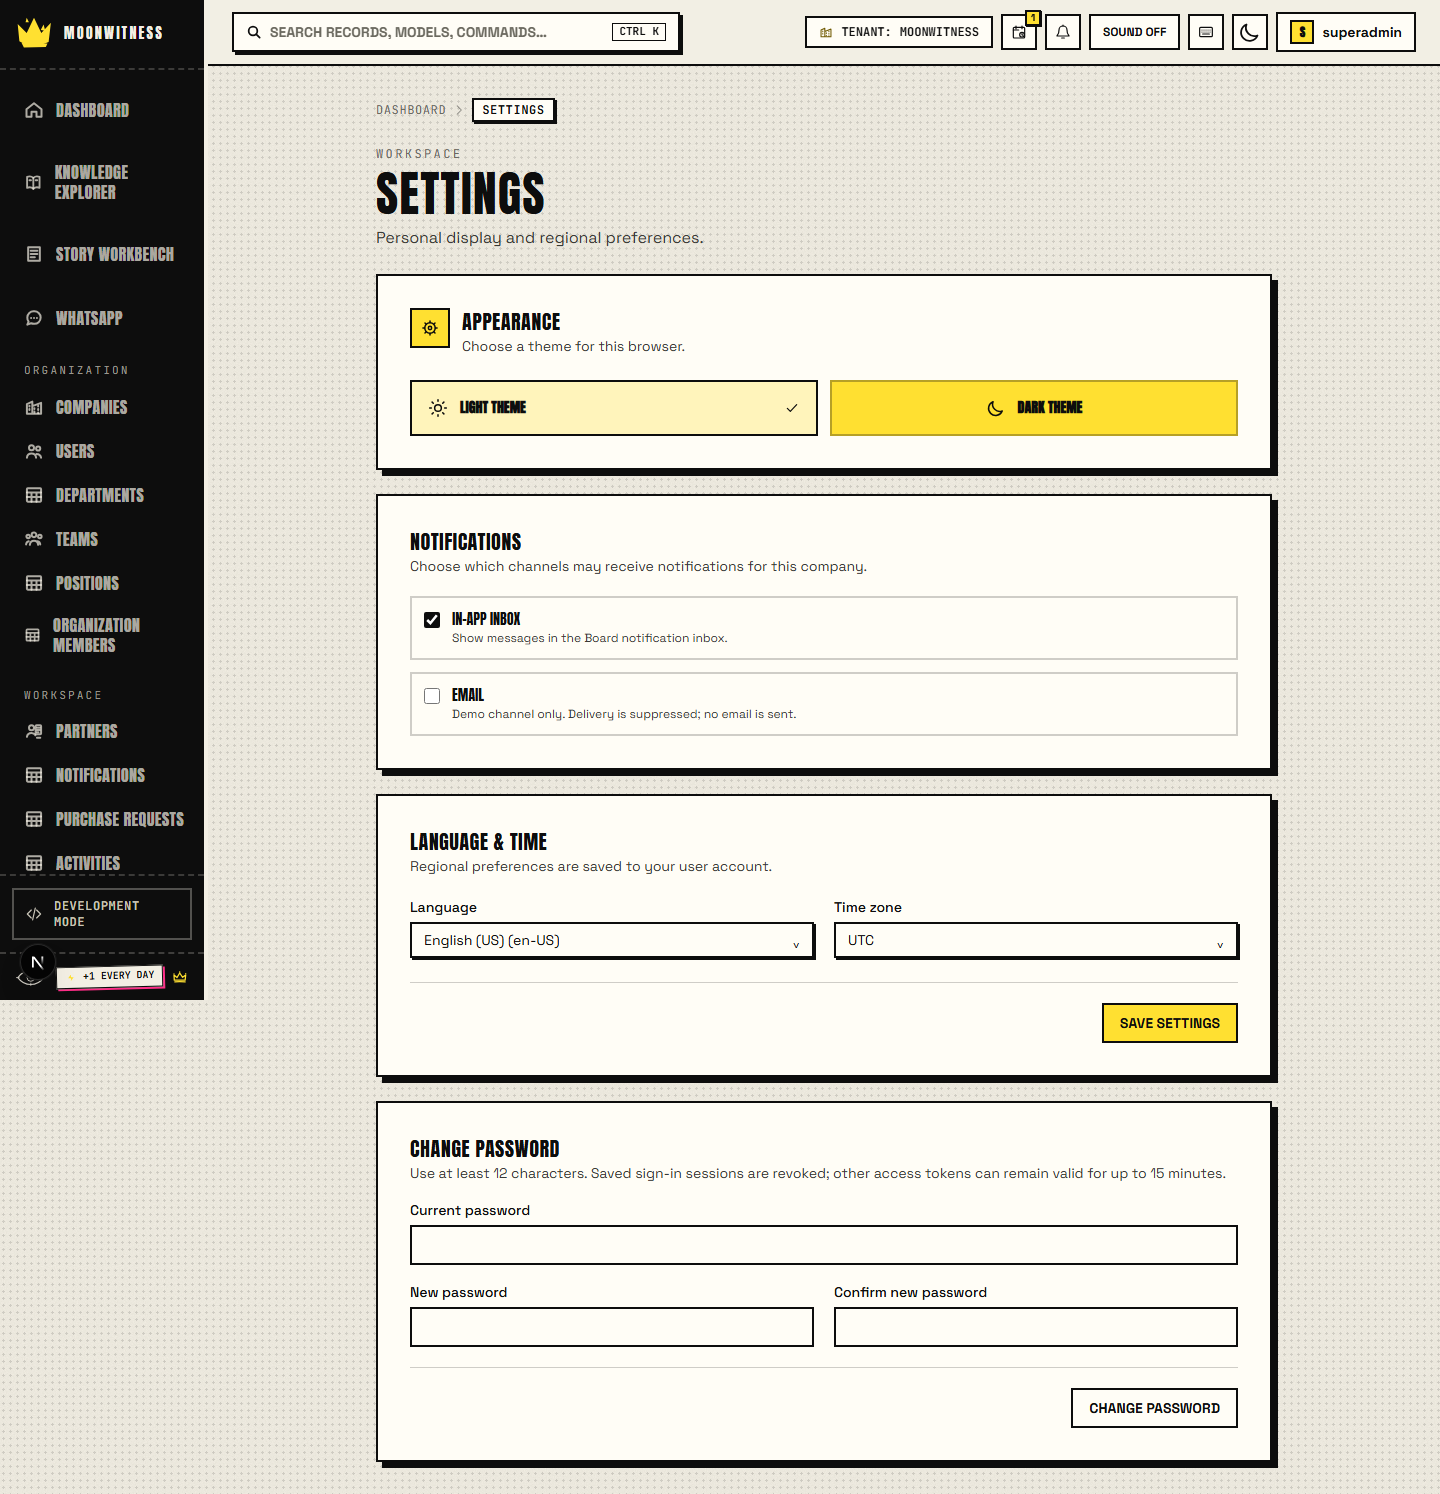 MOONWITNESS
SEARCH RECORDS, MODELS, COMMANDS...
CTRL K
TENANT: MOONWITNESS
1
SOUND OFF
$
superadmin
DASHBOARD
KNOWLEDGE
EXPLORER
STORY WORKBENCH
WHATSAPP
ORGANIZATION
COMPANIES
USERS
DEPARTMENTS
TEAMS
POSITIONS
ORGANIZATION
MEMBERS
WORKSPACE
PARTNERS
NOTIFICATIONS
PURCHASE REQUESTS
ACTIVITIES
DEVELOPMENT
MODE
N
+1 EVERY DAY
DASHBOARD
SETTINGS
WORKSPACE
SETTINGS
Personal display and regional preferences.
APPEARANCE
Choose a theme for this browser.
LIGHT THEME
DARK THEME
NOTIFICATIONS
Choose which channels may receive notifications for this company.
IN-APP INBOX
Show messages in the Board notification inbox.
EMAIL
Demo channel only. Delivery is suppressed; no email is sent.
LANGUAGE & TIME
Regional preferences are saved to your user account.
Language
Time zone
English (US) (en-US)
v
UTC
v
SAVE SETTINGS
CHANGE PASSWORD
Use at least 12 characters. Saved sign-in sessions are revoked; other access tokens can remain valid for up to 15 minutes.
Current password
New password
Confirm new password
CHANGE PASSWORD